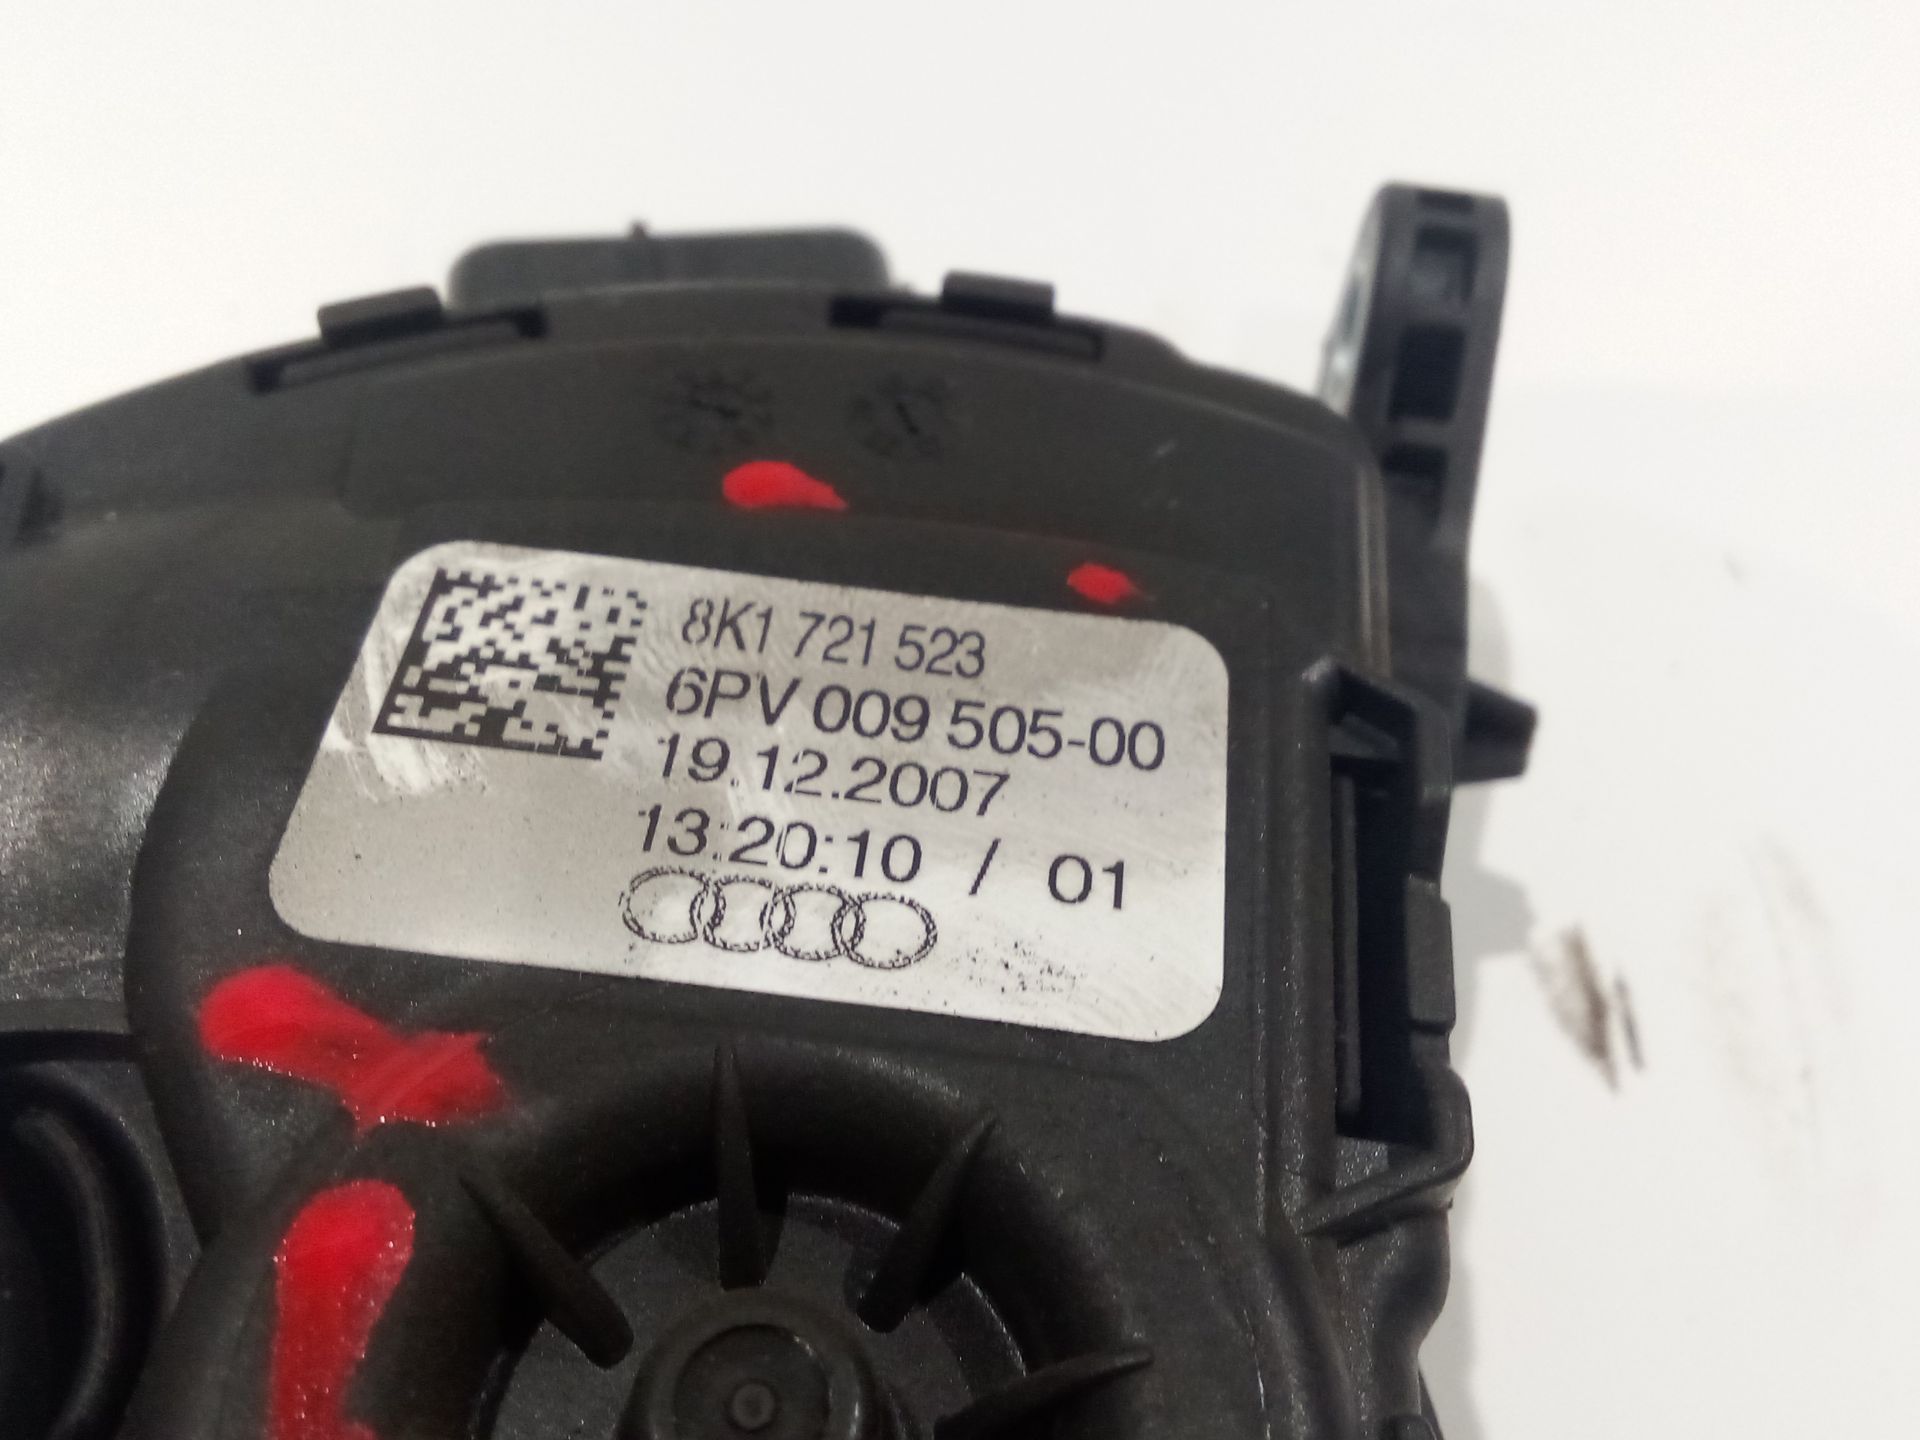 8K1 721 523
6PV 009 505-00
19.12.2007
13:20:10 / 01